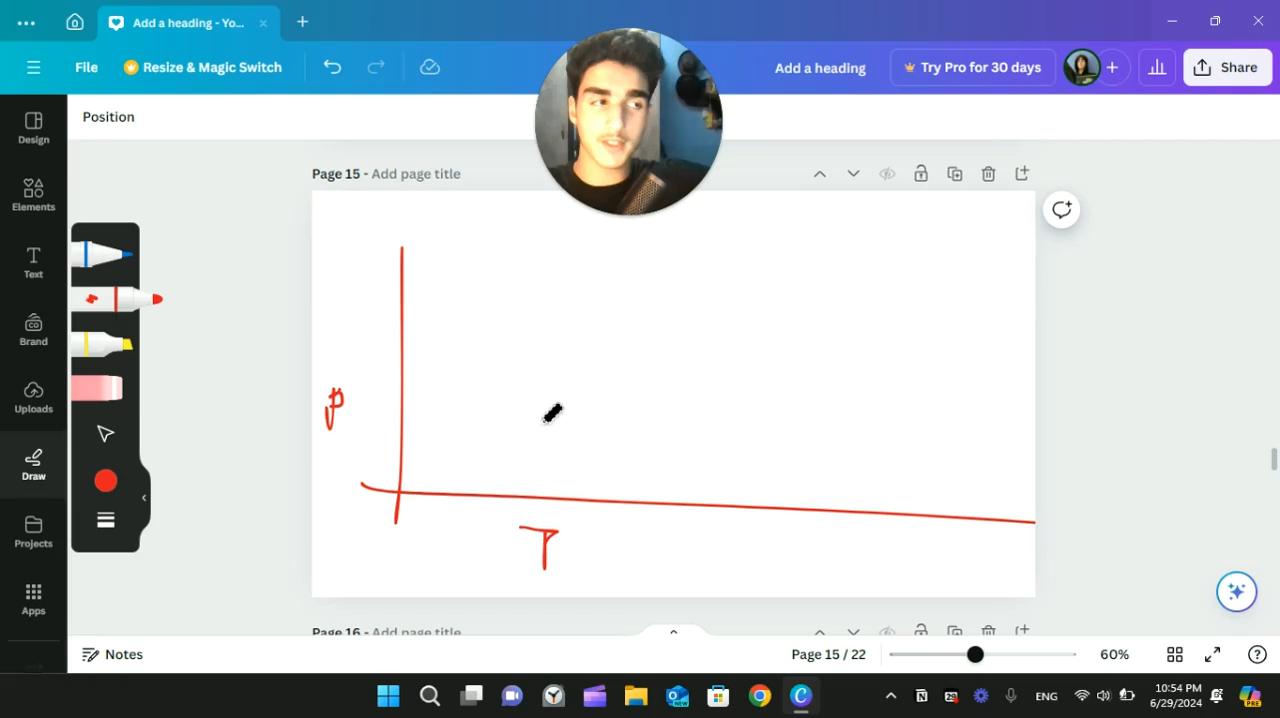 Add a heading - Yo...
File
Resize & Magic Switch
Add a heading
Try Pro for 30 days
Share
Position
Design
Elements
Text
Brand
Uploads
Draw
Projects
Apps
Page 15 - Add page title
P
T
Page 16 - Add page title
Notes
Page 15 / 22
60%
ENG
10:54 PM
6/29/2024